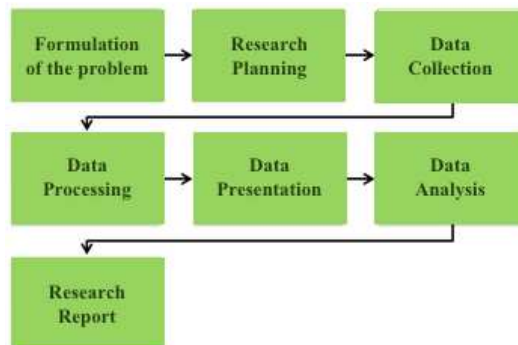 Formulation
of the problem
Research
Planning
Data
Collection
Data
Processing
Data
Presentation
Data
Analysis
Research
Report